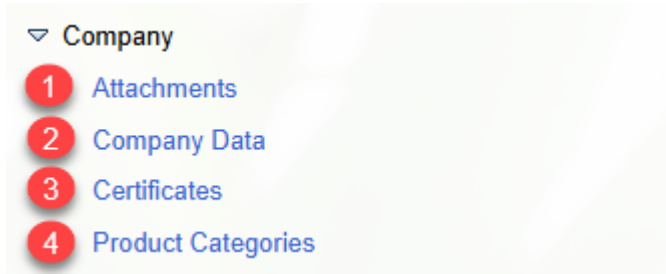 Company
1 Attachments
2 Company Data
3 Certificates
4 Product Categories